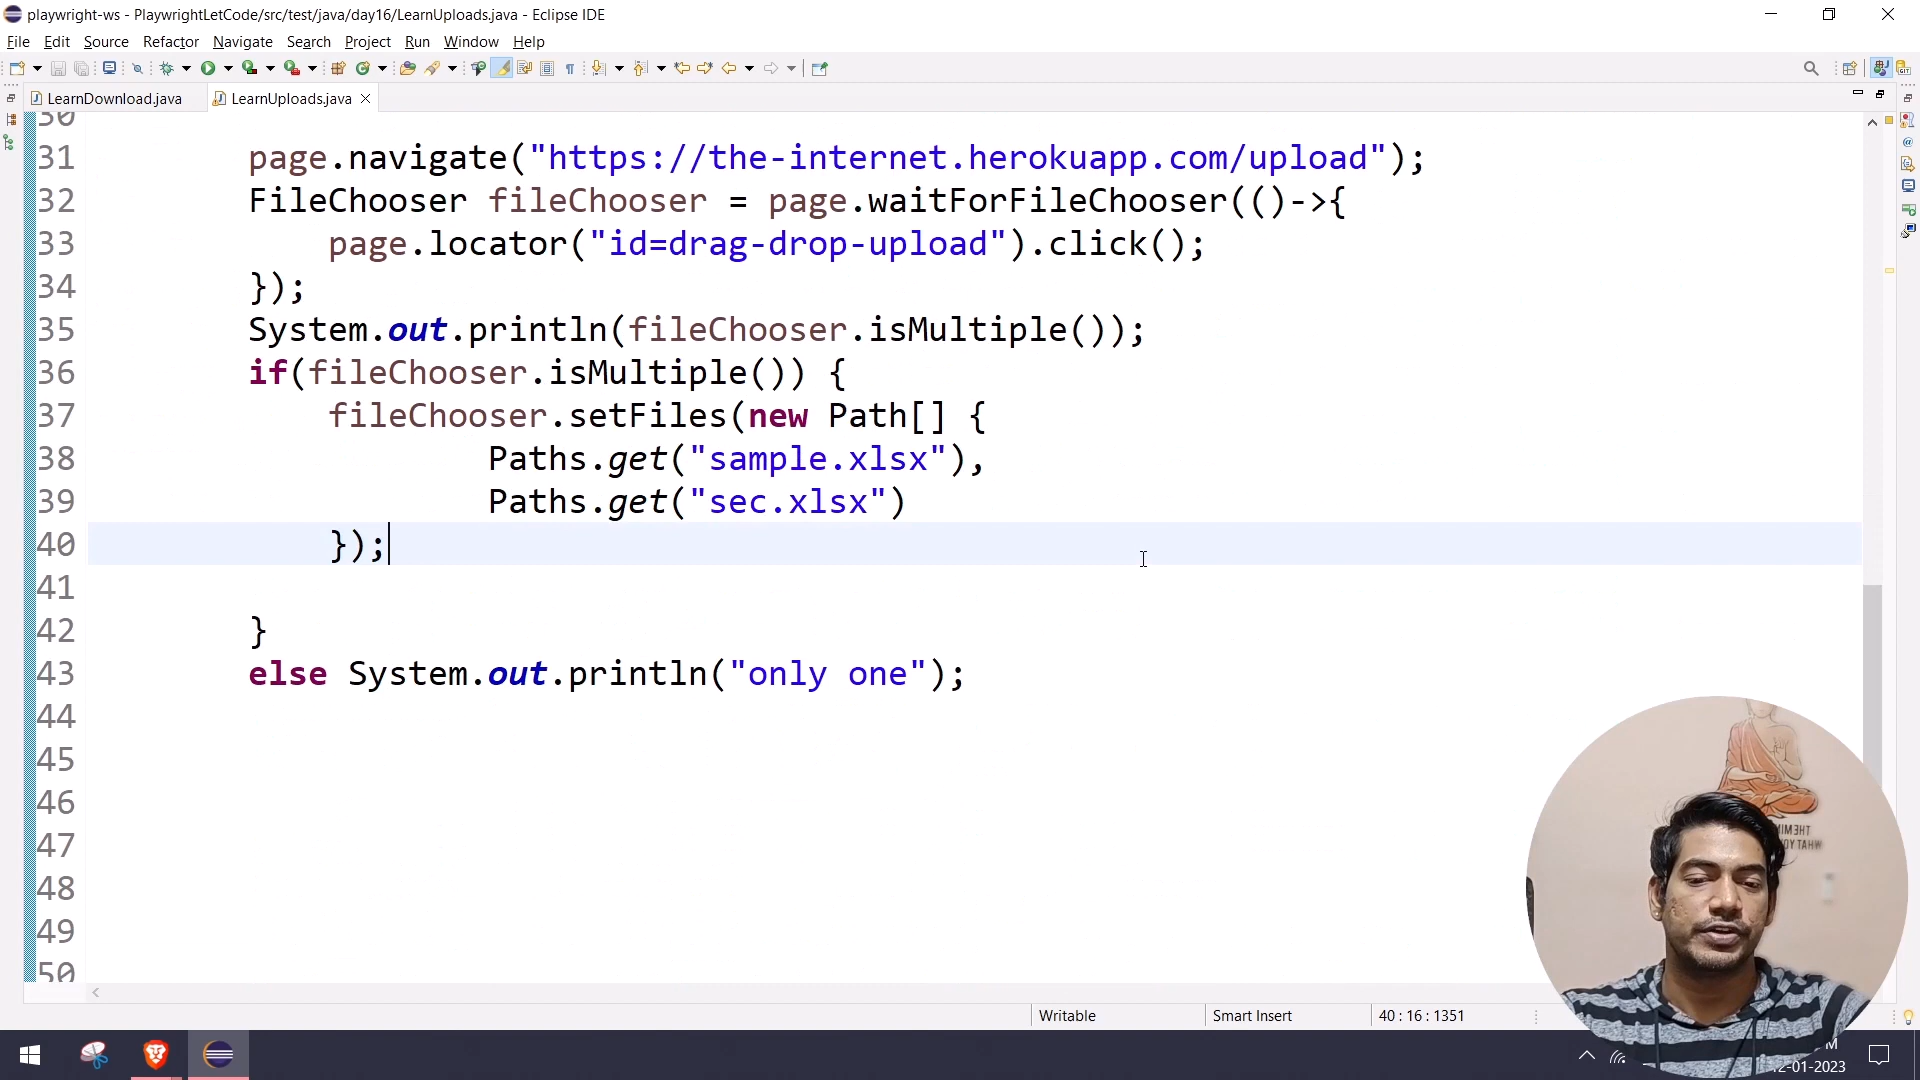 playwright-ws - PlaywrightLetCode/src/test/java/day16/LearnUploads.java - Eclipse IDE
File Edit Source Refactor Navigate Search Project Run Window Help
LearnDownload.java LearnUploads.java
30
31 page.navigate("https://the-internet.herokuapp.com/upload");
32 FileChooser fileChooser = page.waitForFileChooser(()->{
33 page.locator("id=drag-drop-upload").click();
34 });
35 System.out.println(fileChooser.isMultiple());
36 if(fileChooser.isMultiple()) {
37 fileChooser.setFiles(new Path[] {
38 Paths.get("sample.xlsx"),
39 Paths.get("sec.xlsx")
40 });
41
42 }
43 else System.out.println("only one");
44
45
46
47
48
49
50
Writable Smart Insert 40 : 16 : 1351